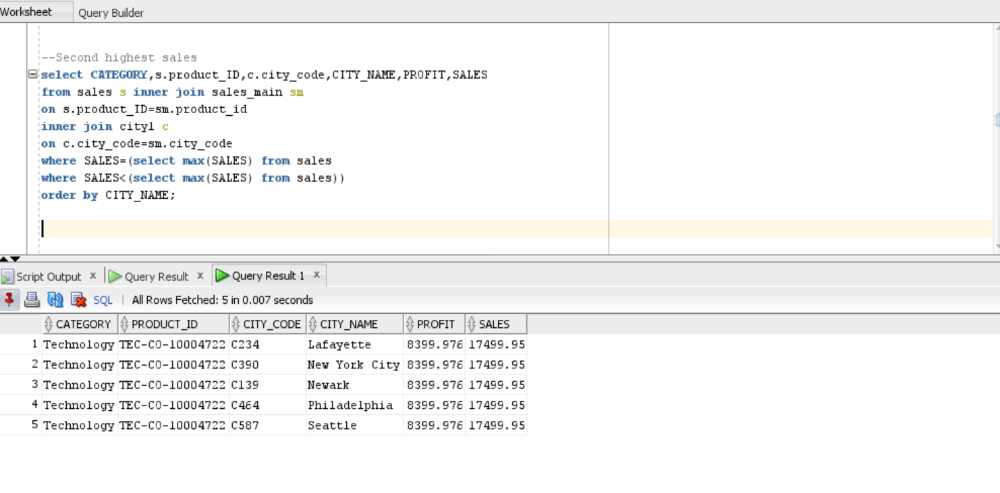 Worksheet Query Builder
--Second highest sales
select CATEGORY,s.product_ID,c.city_code,CITY_NAME,PROFIT,SALES
from sales s inner join sales_main sm
on s.product_ID=sm.product_id
inner join city1 c
on c.city_code=sm.city_code
where SALES=(select max(SALES) from sales
where SALES<(select max(SALES) from sales))
order by CITY_NAME;
Script Output x Query Result x Query Result 1 x
SQL | All Rows Fetched: 5 in 0.007 seconds
CATEGORY PRODUCT_ID CITY_CODE CITY_NAME PROFIT SALES
1 Technology TEC-CO-10004722 C234 Lafayette 8399.976 17499.95
2 Technology TEC-CO-10004722 C390 New York City 8399.976 17499.95
3 Technology TEC-CO-10004722 C139 Newark 8399.976 17499.95
4 Technology TEC-CO-10004722 C464 Philadelphia 8399.976 17499.95
5 Technology TEC-CO-10004722 C587 Seattle 8399.976 17499.95